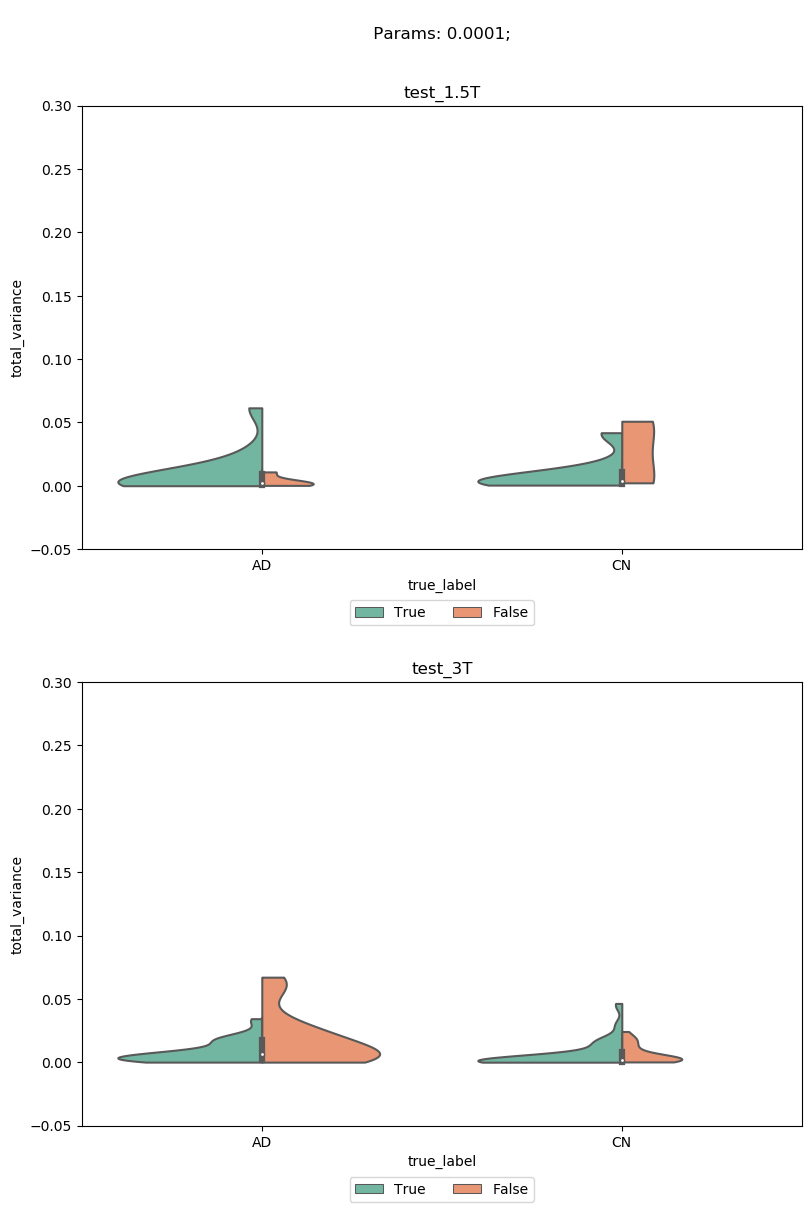 Params: 0.0001;
test_1.5T
0.30
0.25
0.20
0.15
0.10
0.05
0.00
−0.05
total_variance
AD CN
true_label
True False
test_3T
0.30
0.25
0.20
0.15
0.10
0.05
0.00
−0.05
total_variance
AD CN
true_label
True False